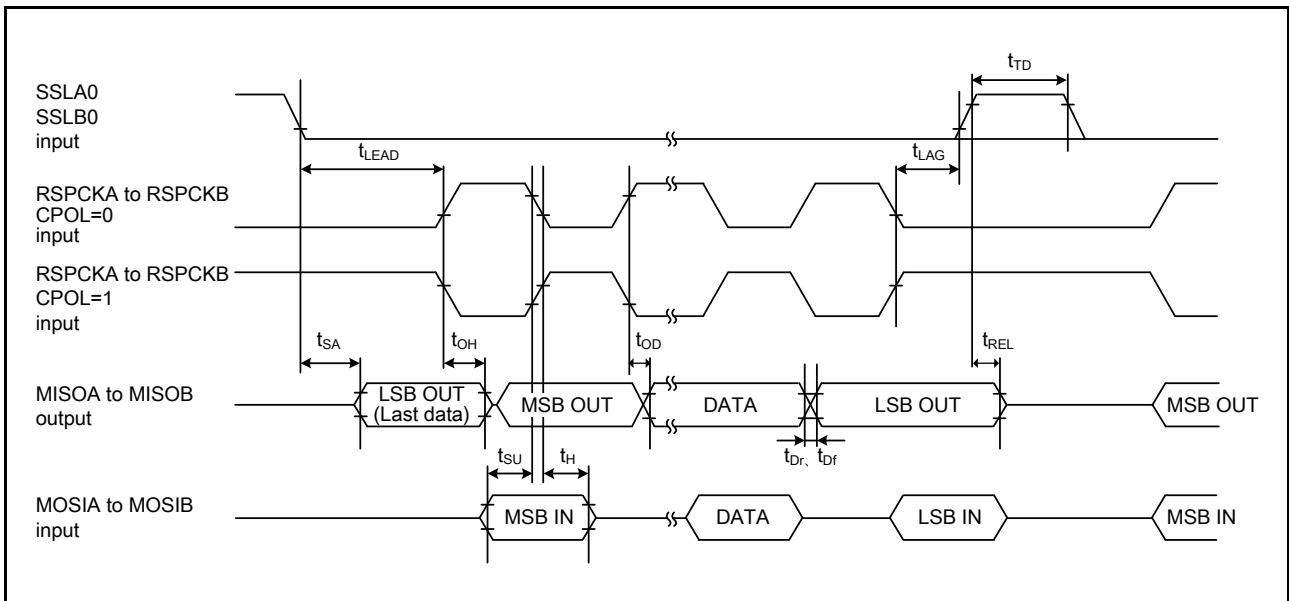 tTD
SSLA0
SSLB0
input
tLEAD
tLAG
RSPCKA to RSPCKB
CPOL=0
input
RSPCKA to RSPCKB
CPOL=1
input
tSA
tOH
tOD
tREL
MISOA to MISOB
output
LSB OUT
(Last data)
MSB OUT
DATA
LSB OUT
MSB OUT
tSU
tH
tDr、tDf
MOSIA to MOSIB
input
MSB IN
DATA
LSB IN
MSB IN